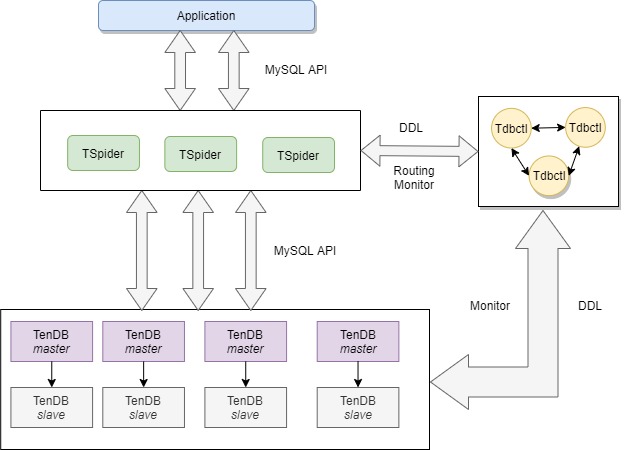 Application
MySQL API
TSpider
TSpider
TSpider
DDL
Routing
Monitor
Tdbctl
Tdbctl
Tdbctl
MySQL API
Monitor
DDL
TenDB
master
TenDB
master
TenDB
master
TenDB
master
TenDB
slave
TenDB
slave
TenDB
slave
TenDB
slave